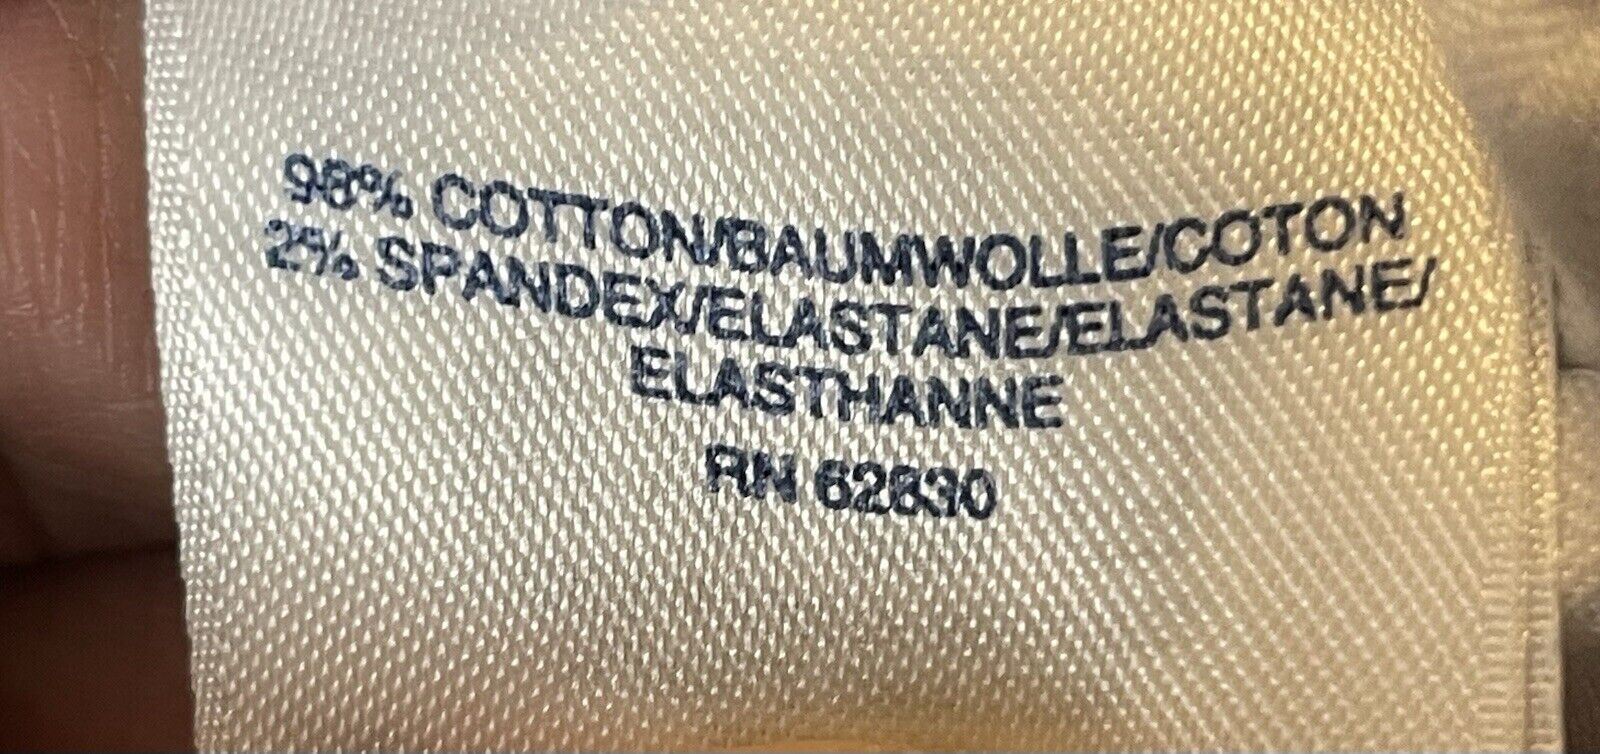 98% COTTON/BAUMWOLLE/COTON
2% SPANDEX/ELASTANE/ELASTANE/
ELASTHANNE
RN 62830